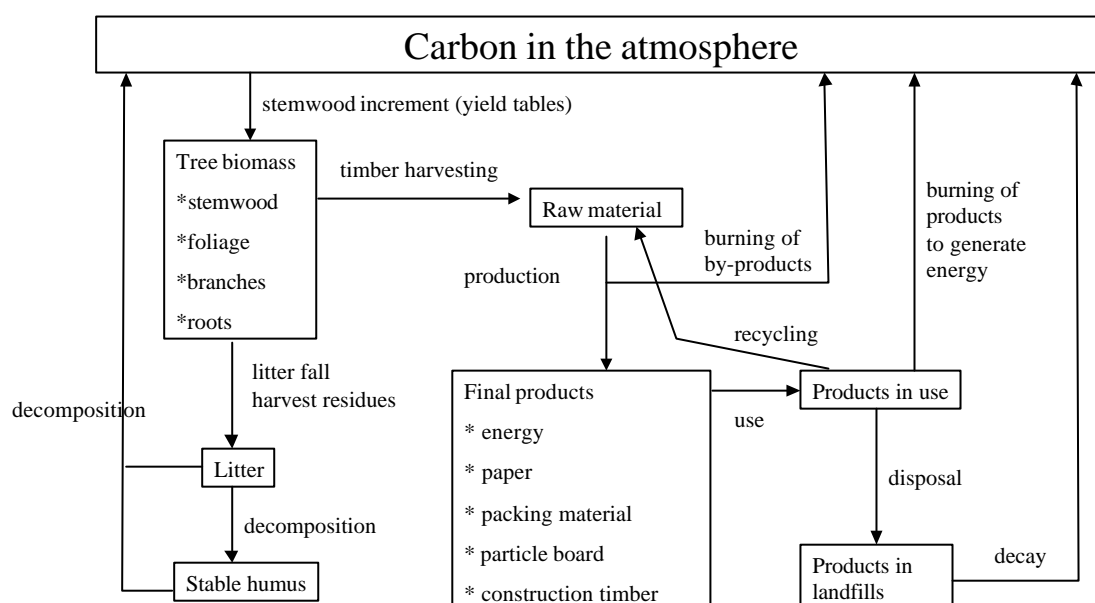 Carbon in the atmosphere
stemwood increment (yield tables)
Tree biomass
*stemwood
*foliage
*branches
*roots
timber harvesting
Raw material
production
burning of
by-products
burning of
products
to generate
energy
recycling
litter fall
harvest residues
decomposition
Final products
* energy
* paper
* packing material
* particle board
* construction timber
use
Products in use
Litter
disposal
decomposition
Stable humus
Products in
landfills
decay